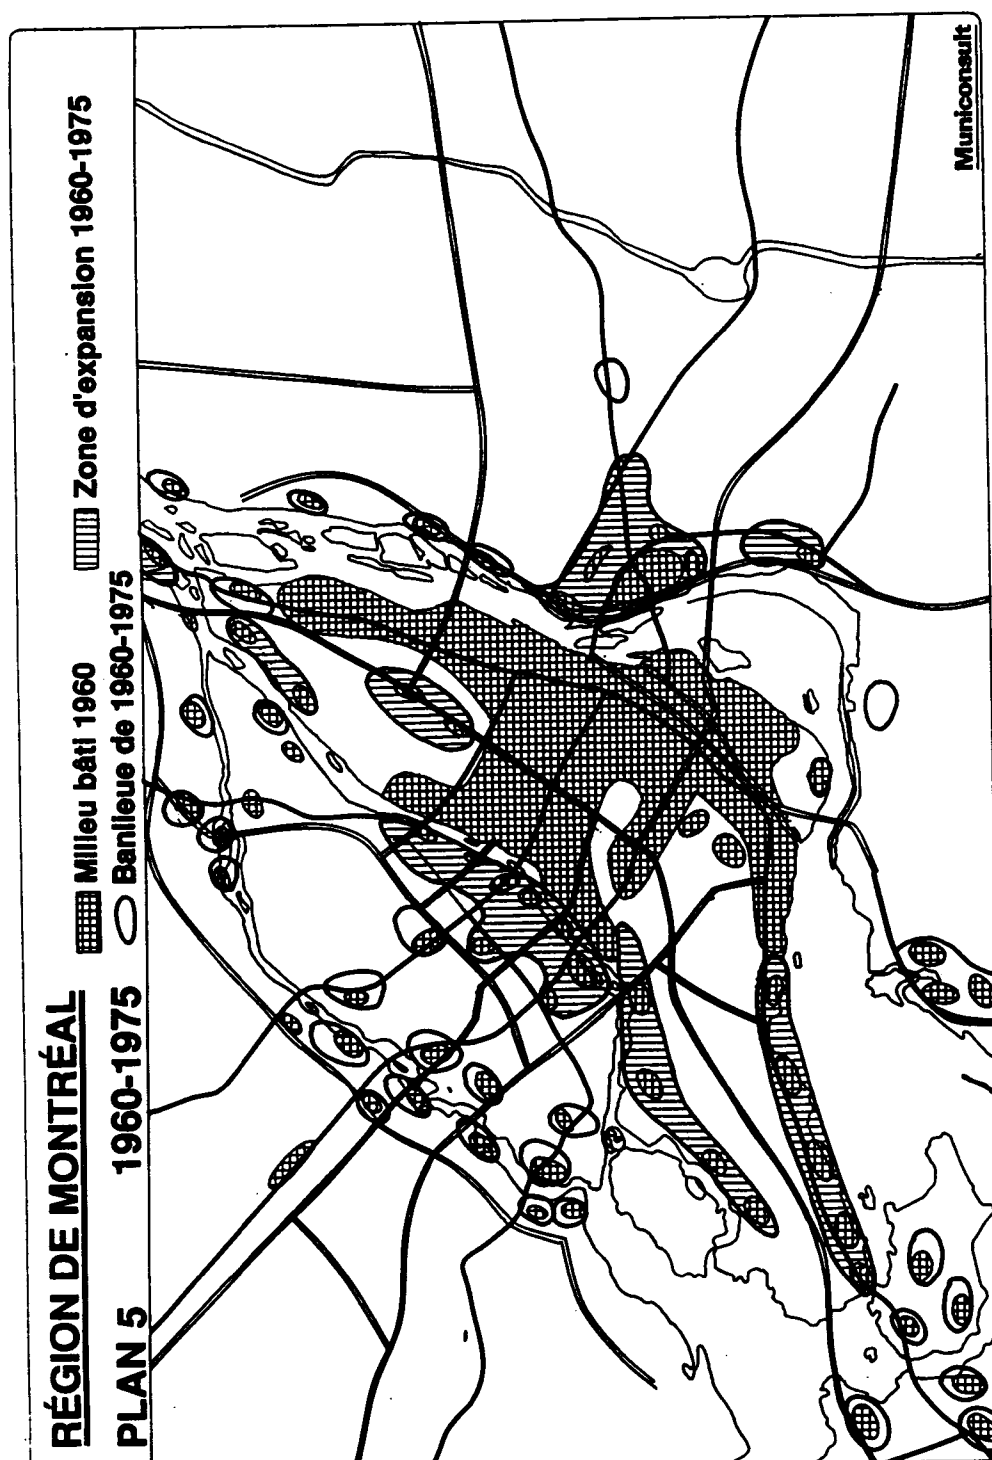 RÉGION DE MONTRÉAL
PLAN 5 1960-1975
Milieu bâti 1960
Zone d'expansion 1960-1975
Banlieue de 1960-1975
Municonsult